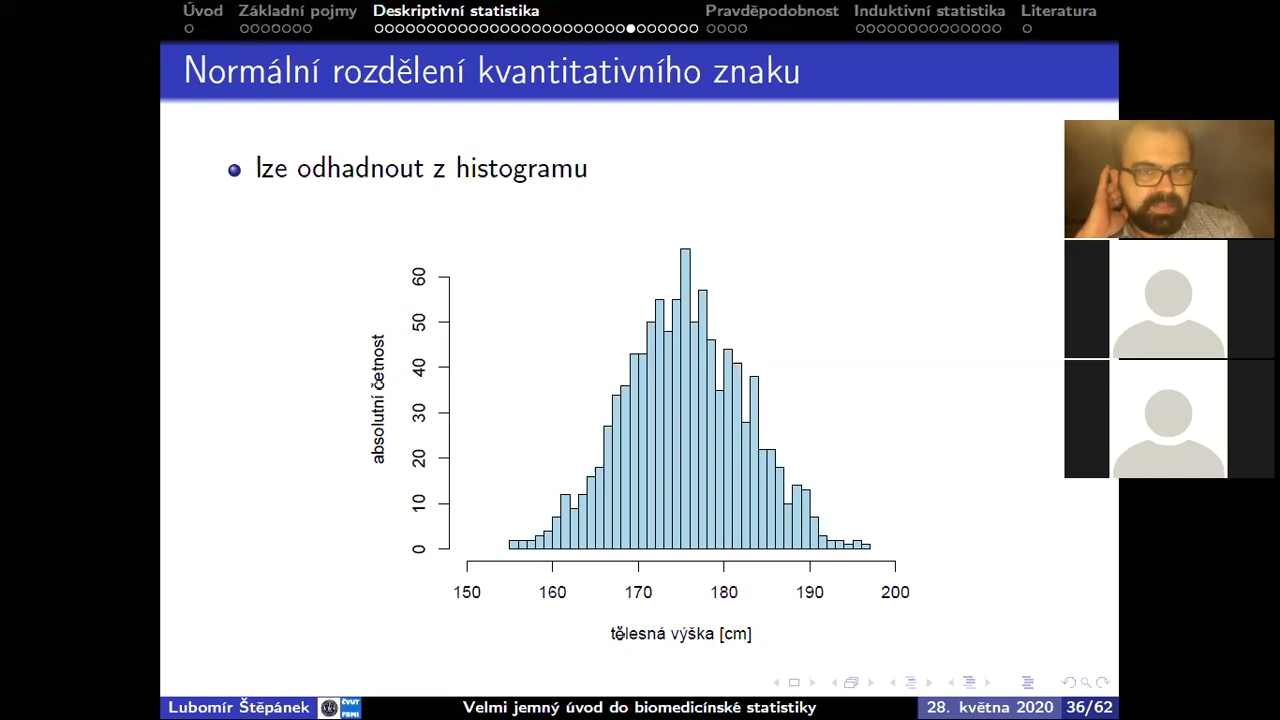 Úvod Základní pojmy Deskriptivní statistika Pravděpodobnost Induktivní statistika Literatura
Normální rozdělení kvantitativního znaku
lze odhadnout z histogramu
absolutní četnost
60
50
40
30
20
10
0
150 160 170 180 190 200
tělesná výška [cm]
Lubomír Štěpánek ČVUT FBMI Velmi jemný úvod do biomedicínské statistiky 28. května 2020 36/62